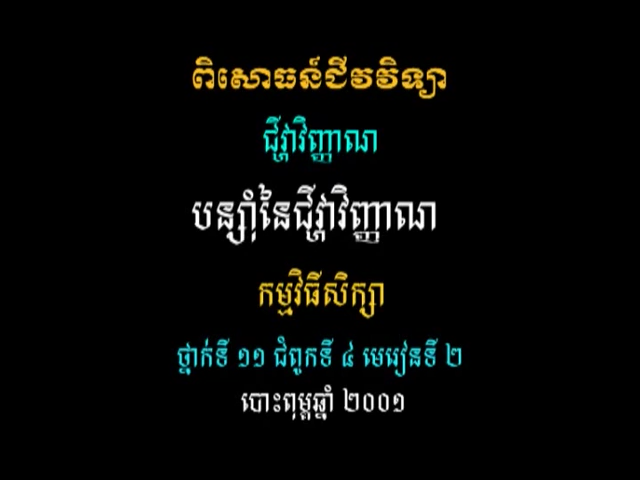 ពិសោធន៍ជីវវិទ្យា
ជីវ្ហាវិញ្ញាណ
បន្ស៊ាំនៃជីវ្ហាវិញ្ញាណ
កម្មវិធីសិក្សា
ថ្នាក់ទី ១១ ជំពូកទី ៤ មេរៀនទី ២
បោះពុម្ពឆ្នាំ ២០០១